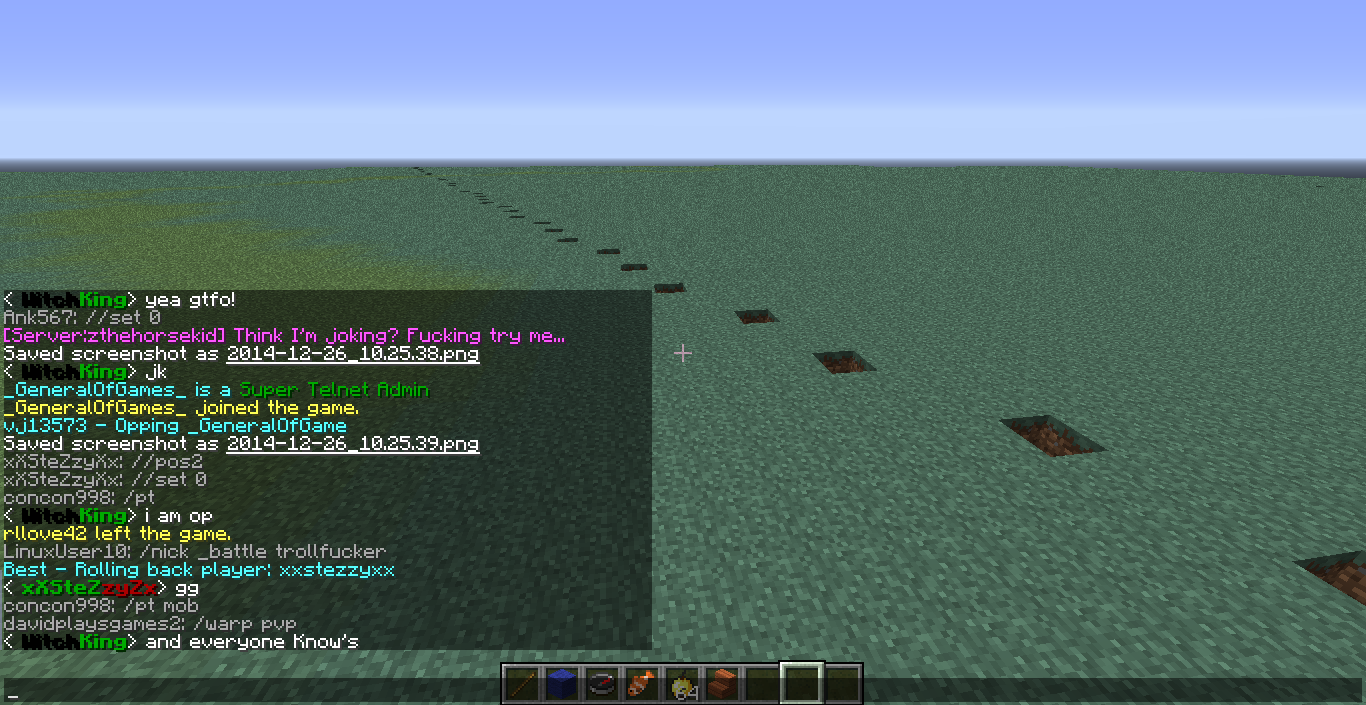 < WitchKing> yea gtfo!
Ank567: //set 0
[Server:zthehorsekid] Think I'm joking? Fucking try me...
Saved screenshot as 2014-12-26_10.25.38.png
< WitchKing> jk
_GeneralOfGames_ is a Super Telnet Admin
_GeneralOfGames_ joined the game.
vj13573 - Opping _GeneralOfGame
Saved screenshot as 2014-12-26_10.25.39.png
xXSteZzyXx: //pos2
xXSteZzyXx: //set 0
concon998: /pt
< WitchKing> i am op
rllove42 left the game.
LinuxUser10: /nick _battle trollfucker
Best - Rolling back player: xxstezzyxx
< xXSteZzyZx> gg
concon998: /pt mob
davidplaysgames2: /warp pvp
< WitchKing> and everyone Know's
64
_